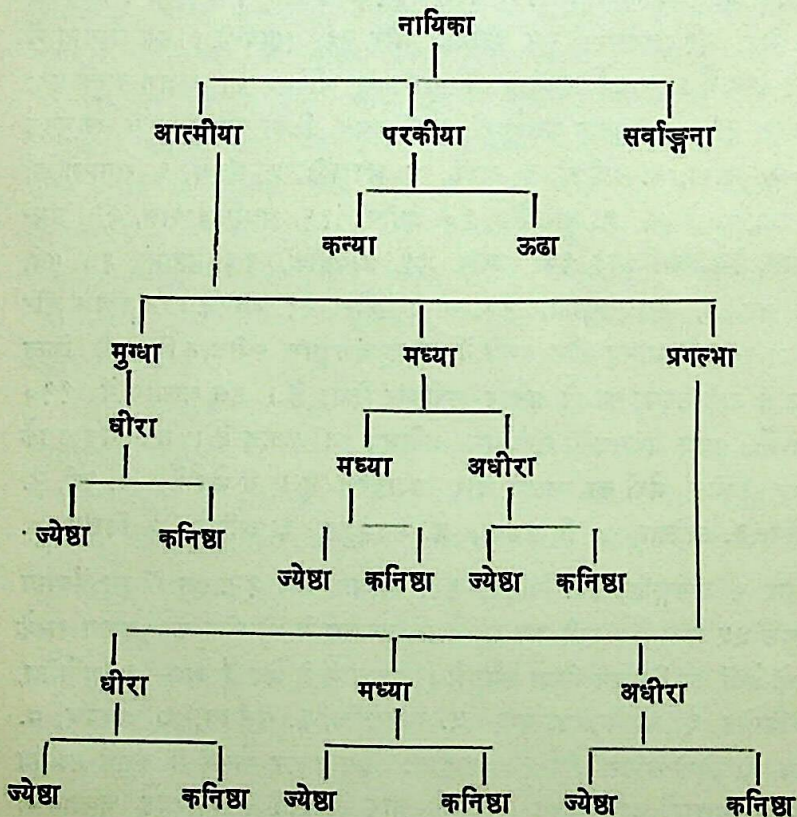 नायिका
आत्मीया परकीया सर्वाङ्गना
कन्या ऊढा
मुग्धा मध्या प्रगल्भा
धीरा
मध्या अधीरा
ज्येष्ठा कनिष्ठा
ज्येष्ठा कनिष्ठा ज्येष्ठा कनिष्ठा
धीरा मध्या अधीरा
ज्येष्ठा कनिष्ठा ज्येष्ठा कनिष्ठा ज्येष्ठा कनिष्ठा